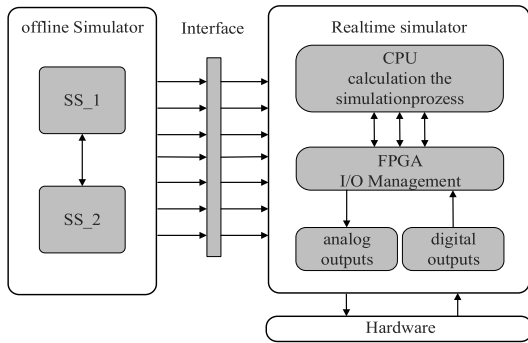 offline Simulator
Interface
Realtime simulator
SS_1
SS_2
CPU
calculation the
simulationprozess
FPGA
I/O Management
analog
outputs
digital
outputs
Hardware